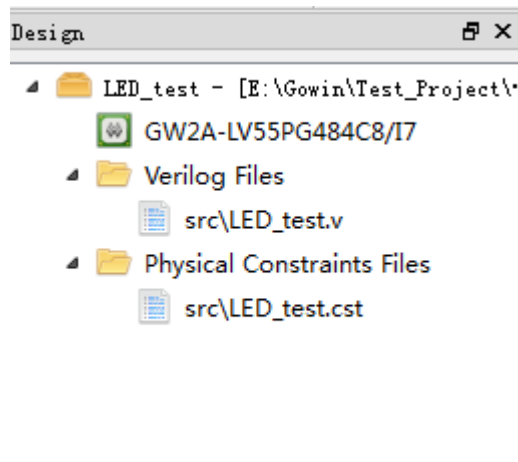 Design
LED_test - [E:\Gowin\Test_Project\
GW2A-LV55PG484C8/I7
Verilog Files
src\LED_test.v
Physical Constraints Files
src\LED_test.cst